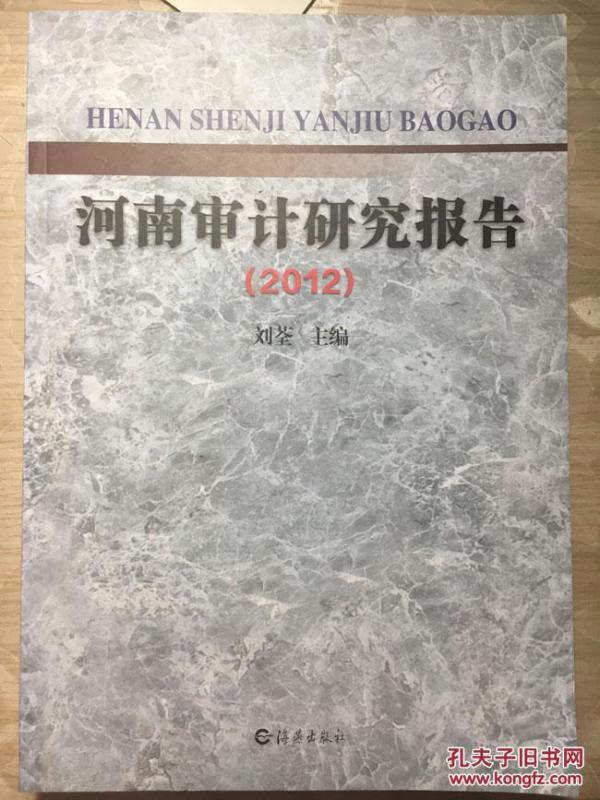 HENAN SHENJI YANJIU BAOGAO
河南审计研究报告
(2012)
刘荃 主编
海燕出版社
孔夫子旧书网
www.kongfz.com